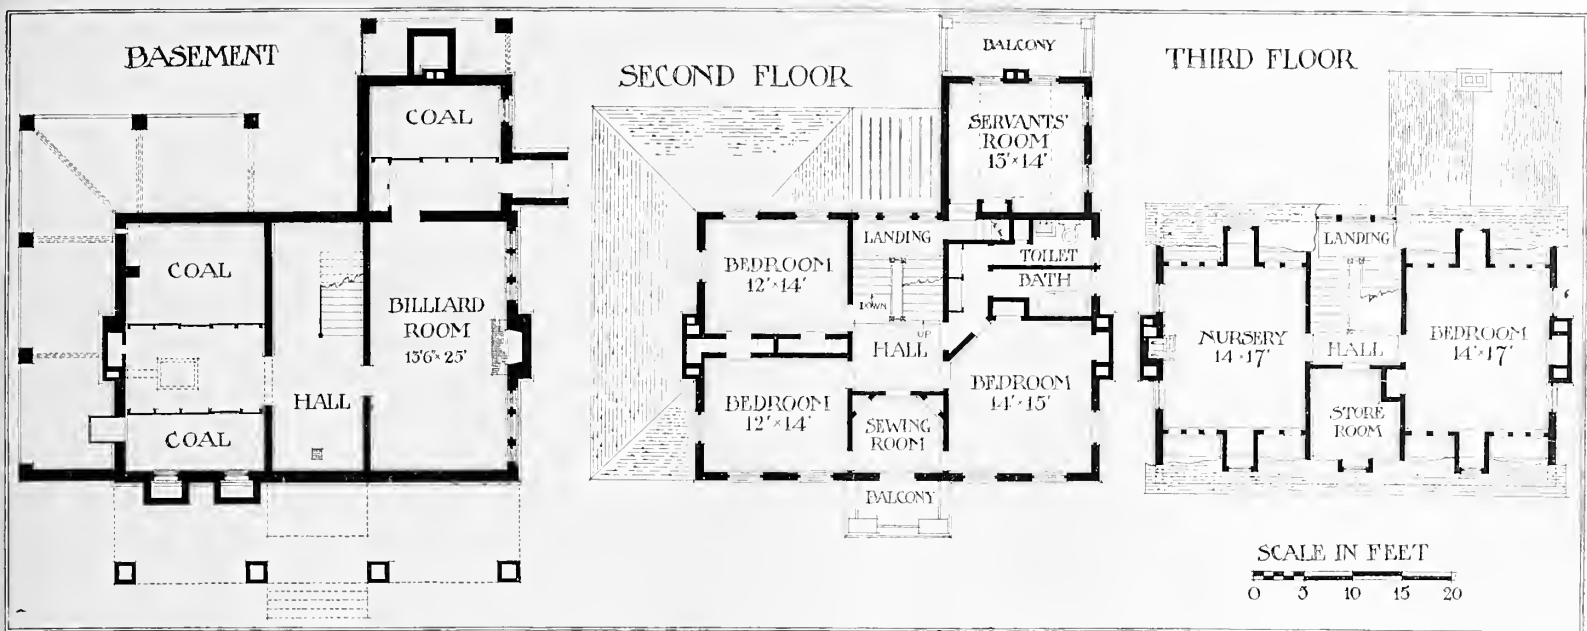 BASEMENT
COAL
COAL
BILLIARD
ROOM
13'6"×25'
HALL
COAL
SECOND FLOOR
BALCONY
SERVANTS'
ROOM
13'×14'
LANDING
TOILET
BATH
BEDROOM
12'×14'
DOWN
UP
HALL
BEDROOM
12'×14'
SEWING
ROOM
BEDROOM
14'×15'
BALCONY
THIRD FLOOR
LANDING
NURSERY
14×17'
HALL
BEDROOM
14'×17'
STORE
ROOM
SCALE IN FEET
0 5 10 15 20